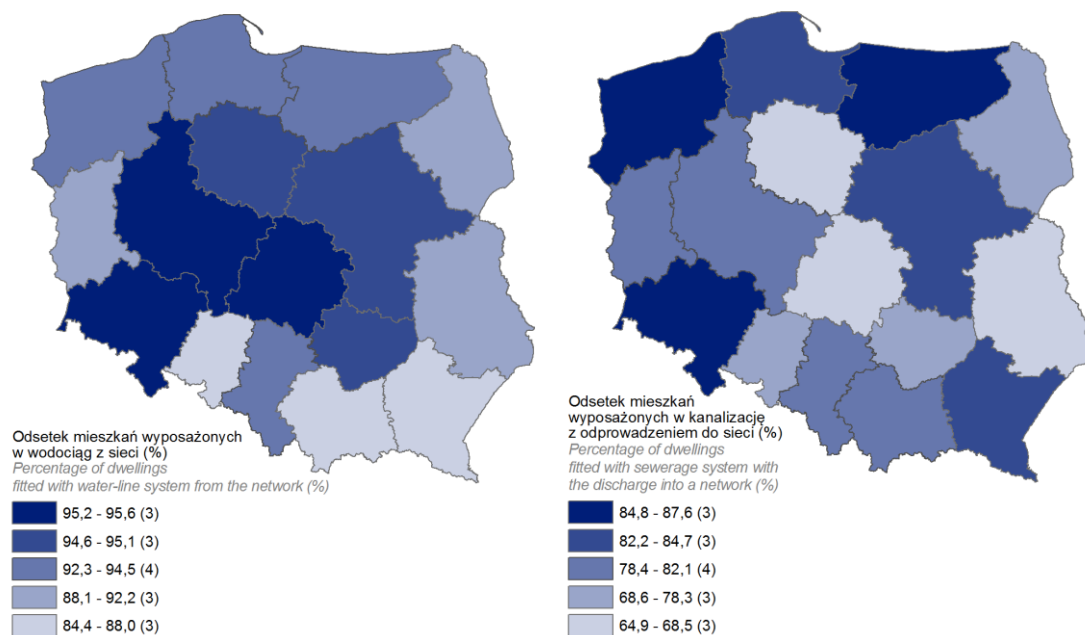 Odsetek mieszkań wyposażonych
w wodociąg z sieci (%)
Percentage of dwellings
fitted with water-line system from the network (%)
95,2 - 95,6 (3)
94,6 - 95,1 (3)
92,3 - 94,5 (4)
88,1 - 92,2 (3)
84,4 - 88,0 (3)
Odsetek mieszkań
wyposażonych w kanalizację
z odprowadzeniem do sieci (%)
Percentage of dwellings
fitted with sewerage system with
the discharge into a network (%)
84,8 - 87,6 (3)
82,2 - 84,7 (3)
78,4 - 82,1 (4)
68,6 - 78,3 (3)
64,9 - 68,5 (3)